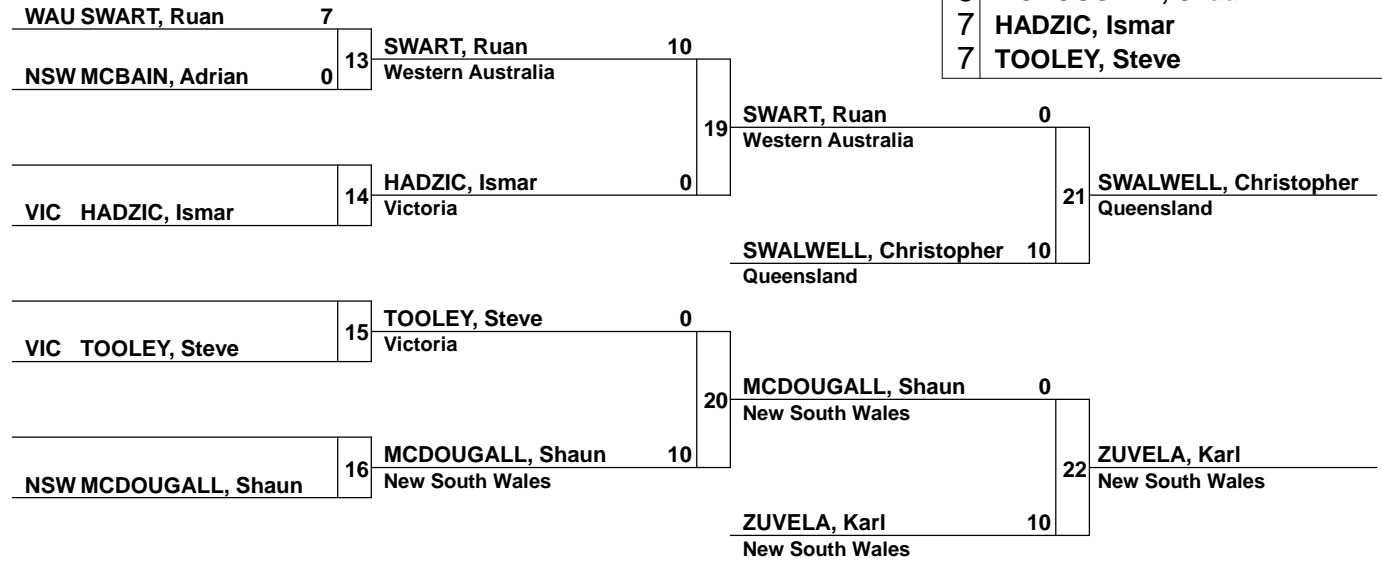 WAU SWART, Ruan 7
13
NSW MCBAIN, Adrian 0
SWART, Ruan 10
Western Australia
14
VIC HADZIC, Ismar
HADZIC, Ismar 0
Victoria
19
15
VIC TOOLEY, Steve
TOOLEY, Steve 0
Victoria
16
NSW MCDOUGALL, Shaun
MCDOUGALL, Shaun 10
New South Wales
20
SWART, Ruan 0
Western Australia
21
SWALWELL, Christopher 10
Queensland
SWALWELL, Christopher
Queensland
MCDOUGALL, Shaun 0
New South Wales
22
ZUVELA, Karl 10
New South Wales
ZUVELA, Karl
New South Wales
7 HADZIC, Ismar
7 TOOLEY, Steve